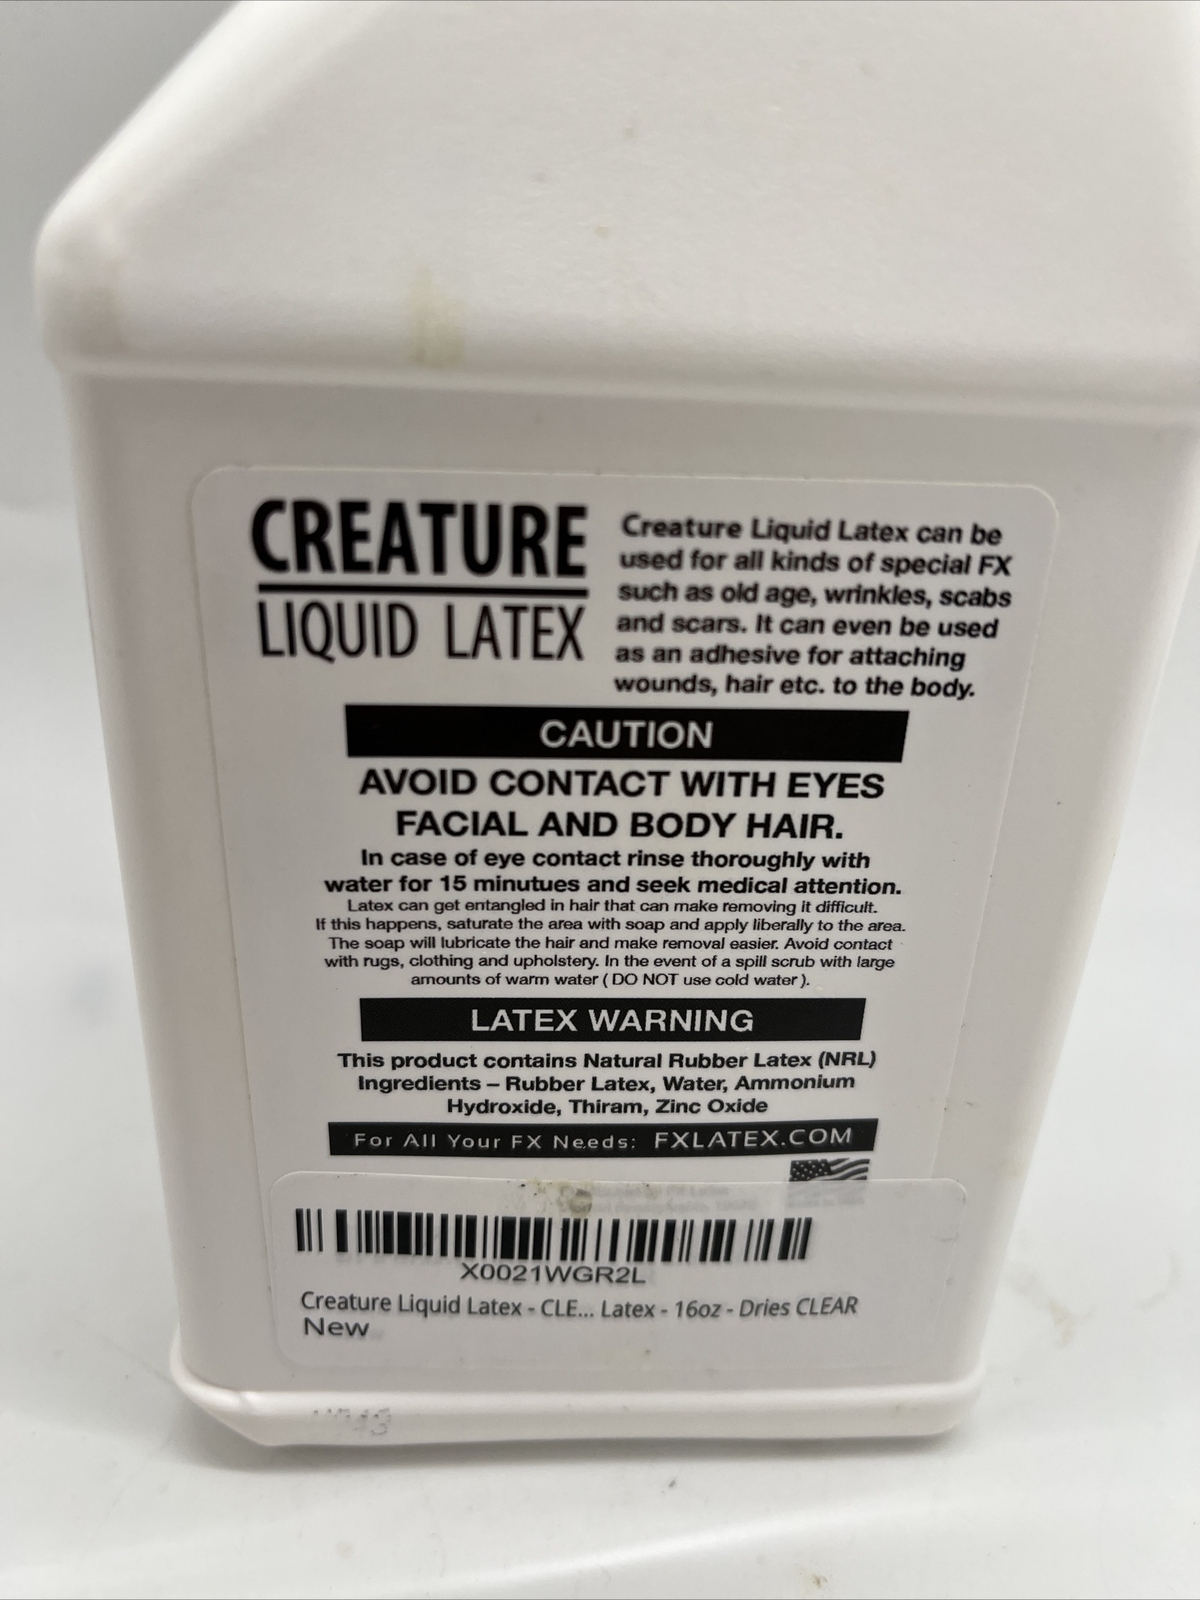 CREATURE
LIQUID LATEX
Creature Liquid Latex can be
used for all kinds of special FX
such as old age, wrinkles, scabs
and scars. It can even be used
as an adhesive for attaching
wounds, hair etc. to the body.
CAUTION
AVOID CONTACT WITH EYES
FACIAL AND BODY HAIR.
In case of eye contact rinse thoroughly with
water for 15 minutues and seek medical attention.
Latex can get entangled in hair that can make removing it difficult.
If this happens, saturate the area with soap and apply liberally to the area.
The soap will lubricate the hair and make removal easier. Avoid contact
with rugs, clothing and upholstery. In the event of a spill scrub with large
amounts of warm water ( DO NOT use cold water ).
LATEX WARNING
This product contains Natural Rubber Latex (NRL)
Ingredients – Rubber Latex, Water, Ammonium
Hydroxide, Thiram, Zinc Oxide
For All Your FX Needs: FXLATEX.COM
X0021WGR2L
Creature Liquid Latex - CLE... Latex - 16oz - Dries CLEAR
New